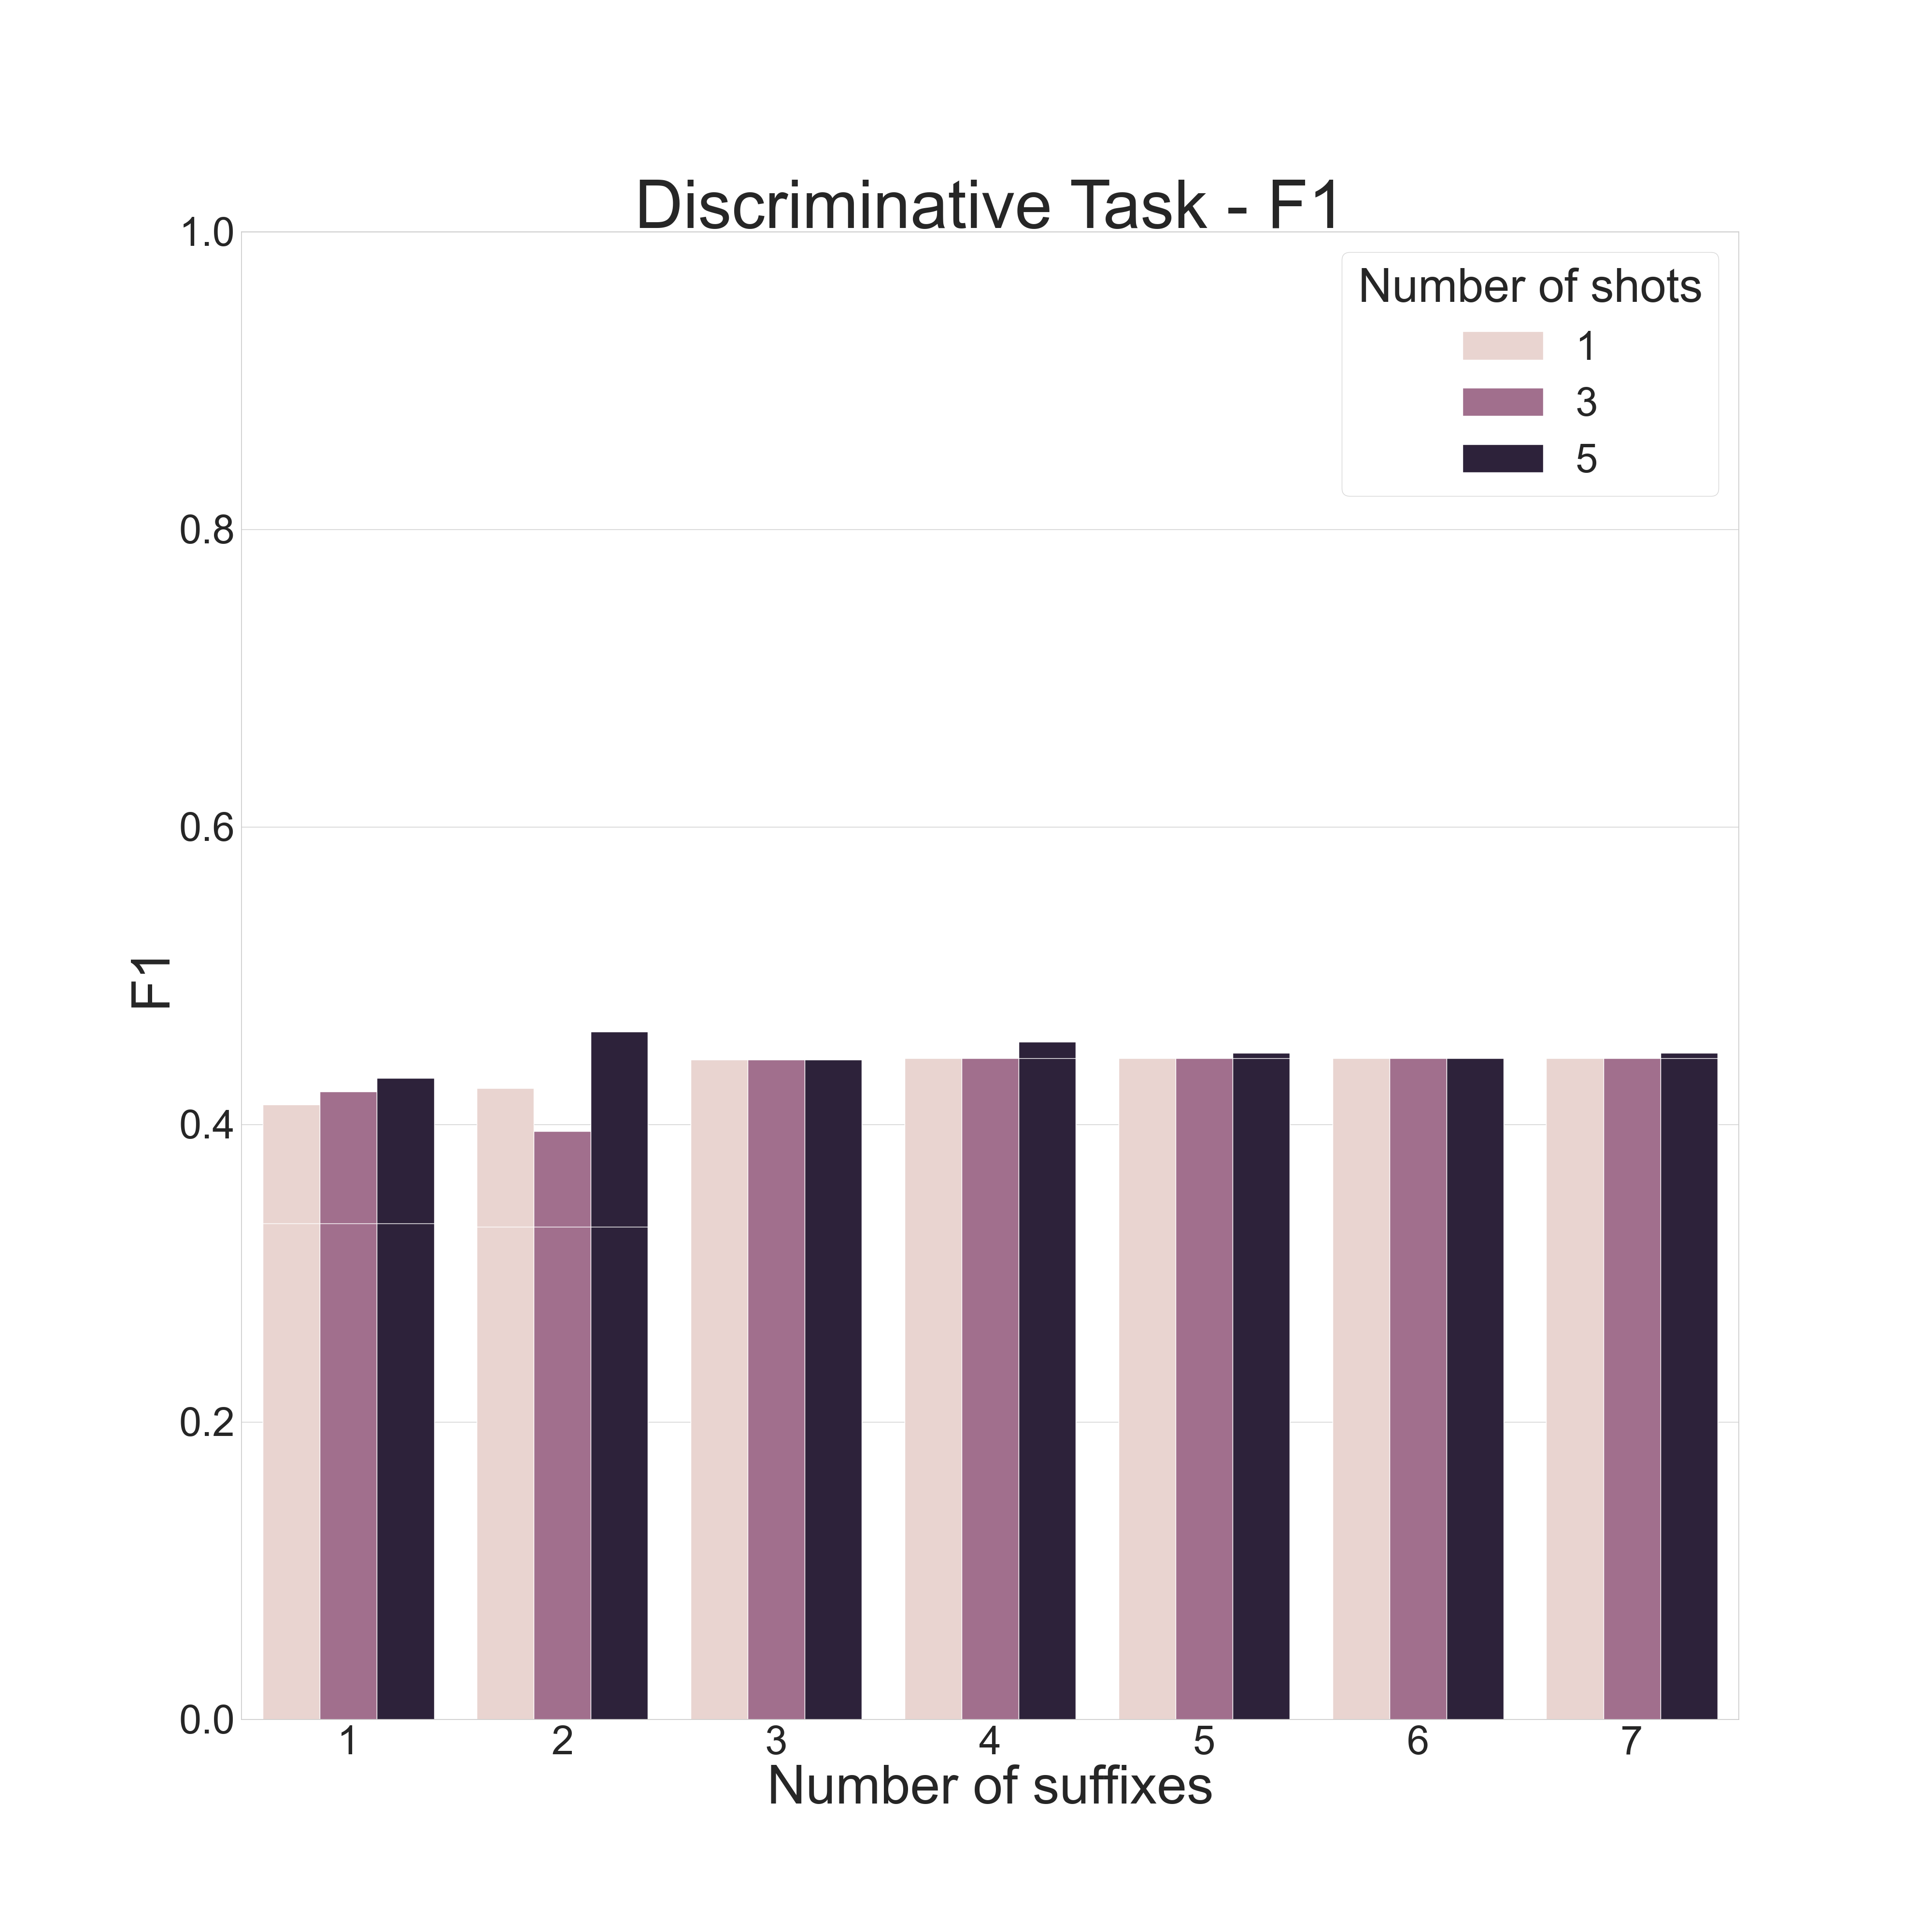 Discriminative Task - F1
1.0
0.8
0.6
0.4
0.2
0.0
F1
Number of shots
1
3
5
1 2 3 4 5 6 7
Number of suffixes